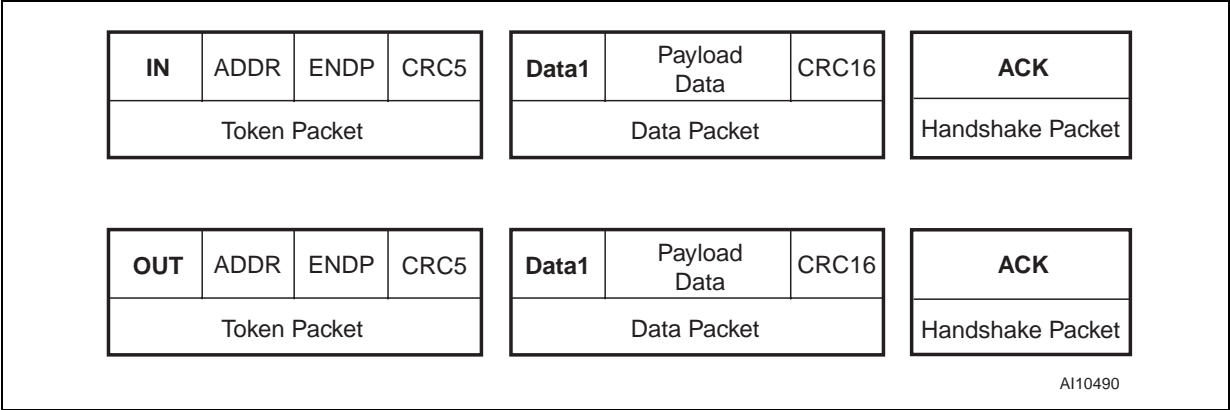 IN ADDR ENDP CRC5 Data1 Payload Data CRC16 ACK
Token Packet Data Packet Handshake Packet
OUT ADDR ENDP CRC5 Data1 Payload Data CRC16 ACK
Token Packet Data Packet Handshake Packet
AI10490